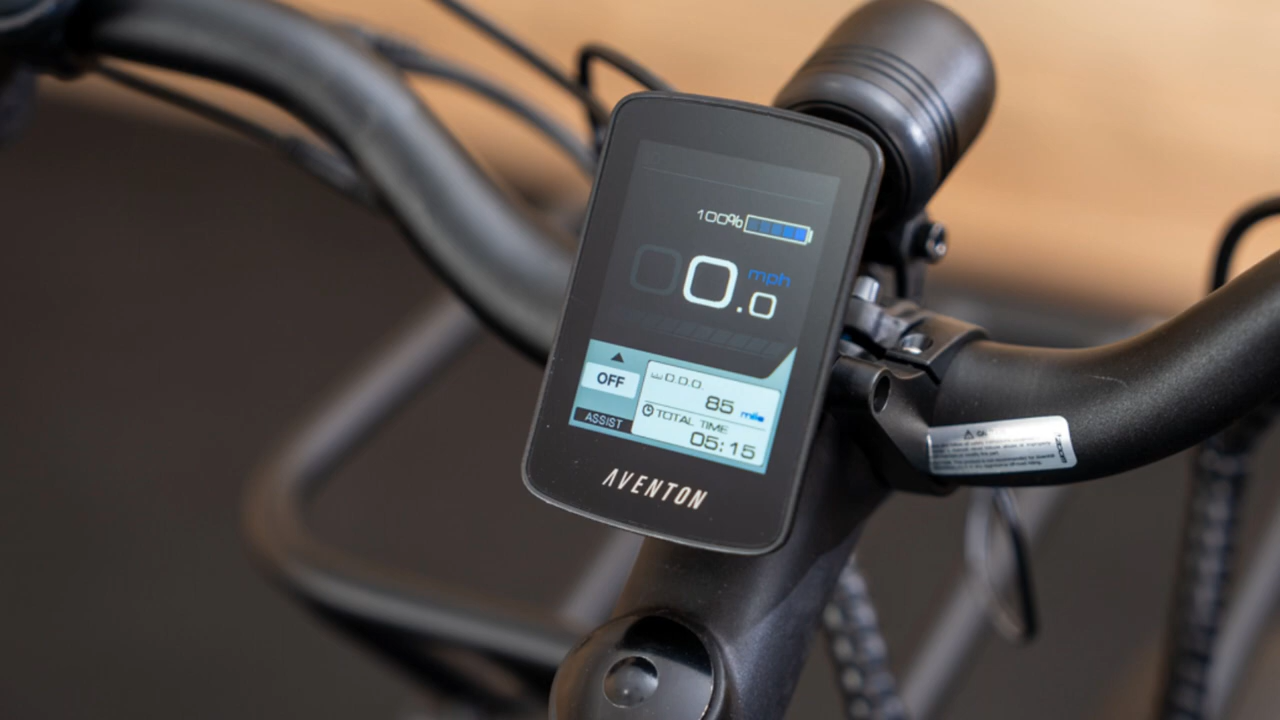 100%
0.0 mph
OFF
ASSIST
O.D.O.
85 mile
TOTAL TIME
05:15
AVENTON